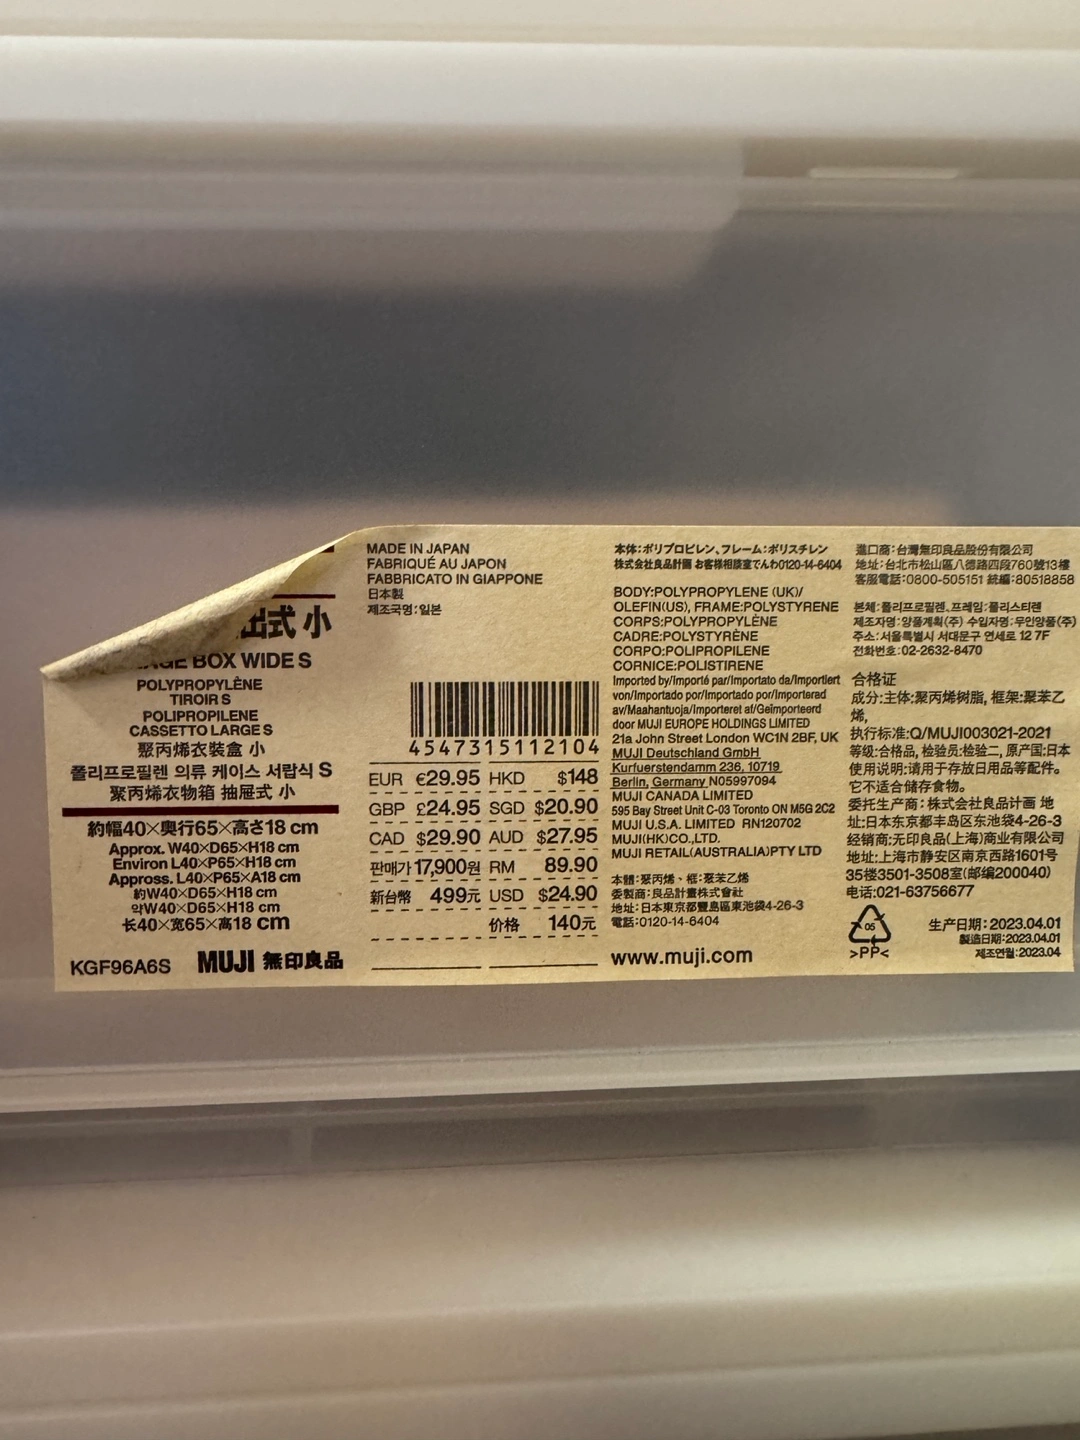 出式 小
AGE BOX WIDE S
POLYPROPYLÈNE
TIROIR S
POLIPROPILENE
CASSETTO LARGE S
聚丙烯衣裝盒 小
폴리프로필렌 의류 케이스 서랍식 S
聚丙烯衣物箱 抽屉式 小
約幅40×奥行65×高さ18 cm
Approx. W40×D65×H18 cm
Environ L40×P65×H18 cm
Appross. L40×P65×A18 cm
約W40×D65×H18 cm
약W40×D65×H18 cm
长40×宽65×高18 cm
KGF96A6S MUJI 無印良品
MADE IN JAPAN
FABRIQUÉ AU JAPON
FABBRICATO IN GIAPPONE
日本製
제조국명:일본
4547315112104
EUR €29.95 HKD $148
GBP £24.95 SGD $20.90
CAD $29.90 AUD $27.95
판매가 17,900원 RM 89.90
新台幣 499元 USD $24.90
价格 140元
本体:ポリプロピレン、フレーム:ポリスチレン
株式会社良品計画 お客様相談室でんわ0120-14-6404
BODY:POLYPROPYLENE (UK)/
OLEFIN(US), FRAME:POLYSTYRENE
CORPS:POLYPROPYLÈNE
CADRE:POLYSTYRÈNE
CORPO:POLIPROPILENE
CORNICE:POLISTIRENE
Imported by/Importé par/Importato da/Importiert
von/Importado por/Importado por/Importerad
av/Maahantuoja/Importeret af/Geïmporteerd
door MUJI EUROPE HOLDINGS LIMITED
21a John Street London WC1N 2BF, UK
MUJI Deutschland GmbH
Kurfuerstendamm 236, 10719
Berlin, Germany N05997094
MUJI CANADA LIMITED
595 Bay Street Unit C-03 Toronto ON M5G 2C2
MUJI U.S.A. LIMITED RN120702
MUJI(HK)CO.,LTD.
MUJI RETAIL(AUSTRALIA)PTY LTD
本體:聚丙烯、框:聚苯乙烯
委製商:良品計畫株式會社
地址:日本東京都豐島區東池袋4-26-3
電話:0120-14-6404
www.muji.com
進口商:台灣無印良品股份有限公司
地址:台北市松山區八德路四段760號13樓
客服電話:0800-505151 統編:80518858
본체:폴리프로필렌、프레임:폴리스티렌
제조자명:양품계획(주) 수입자명:무인양품(주)
주소:서울특별시 서대문구 연세로 12 7F
전화번호:02-2632-8470
合格证
成分:主体:聚丙烯树脂, 框架:聚苯乙
烯,
执行标准:Q/MUJI003021-2021
等级:合格品, 检验员:检验二, 原产国:日本
使用说明:请用于存放日用品等配件。
它不适合储存食物。
委托生产商:株式会社良品计画 地
址:日本东京都丰岛区东池袋4-26-3
经销商:无印良品(上海)商业有限公司
地址:上海市静安区南京西路1601号
35楼3501-3508室(邮编200040)
电话:021-63756677
05
>PP<
生产日期:2023.04.01
製造日期:2023.04.01
제조연월:2023.04